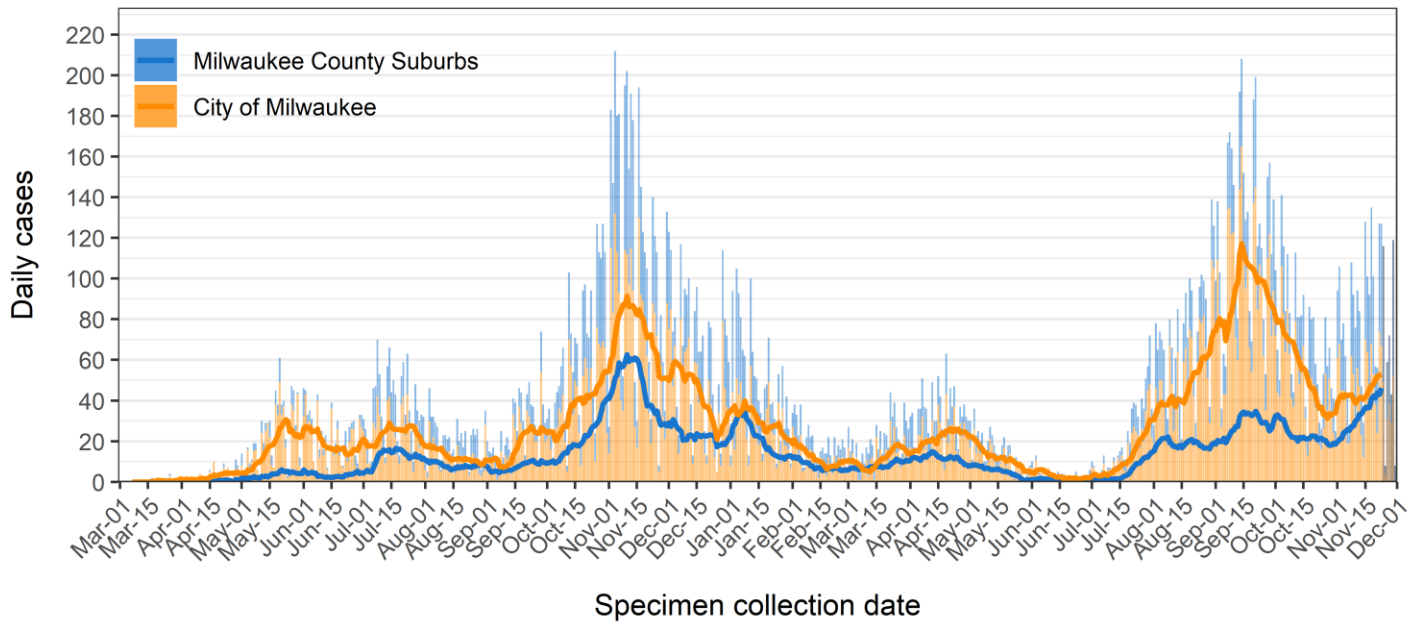 Daily cases
220
200
180
160
140
120
100
80
60
40
20
0
Milwaukee County Suburbs
City of Milwaukee
Mar-01
Mar-15
Apr-01
Apr-15
May-01
May-15
Jun-01
Jun-15
Jul-01
Jul-15
Aug-01
Aug-15
Sep-01
Sep-15
Oct-01
Oct-15
Nov-01
Nov-15
Dec-01
Dec-15
Jan-01
Jan-15
Feb-01
Feb-15
Mar-01
Mar-15
Apr-01
Apr-15
May-01
May-15
Jun-01
Jun-15
Jul-01
Jul-15
Aug-01
Aug-15
Sep-01
Sep-15
Oct-01
Oct-15
Nov-01
Nov-15
Dec-01
Specimen collection date